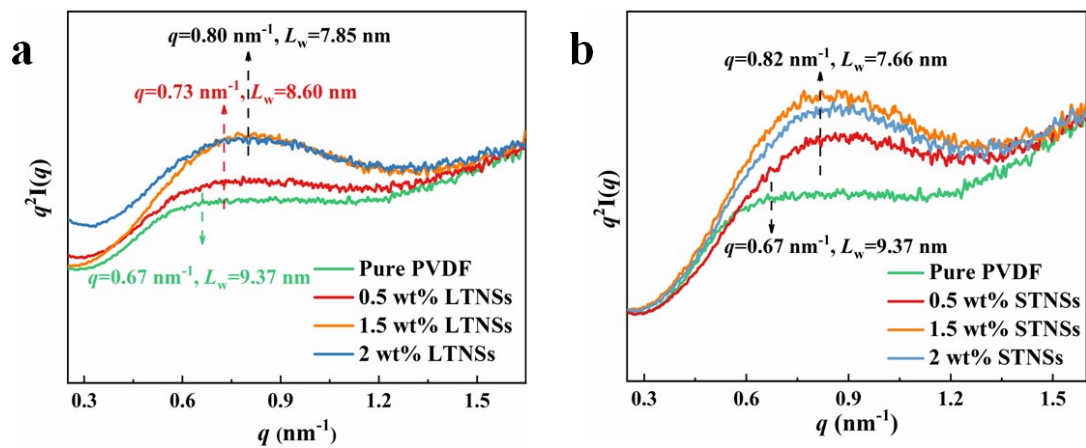 a
q=0.80 nm⁻¹, Lw=7.85 nm
q=0.73 nm⁻¹, Lw=8.60 nm
q=0.67 nm⁻¹, Lw=9.37 nm
Pure PVDF
0.5 wt% LTNSs
1.5 wt% LTNSs
2 wt% LTNSs
q²I(q)
0.3 0.6 0.9 1.2 1.5
q (nm⁻¹)
b
q=0.82 nm⁻¹, Lw=7.66 nm
q=0.67 nm⁻¹, Lw=9.37 nm
Pure PVDF
0.5 wt% STNSs
1.5 wt% STNSs
2 wt% STNSs
q²I(q)
0.3 0.6 0.9 1.2 1.5
q (nm⁻¹)